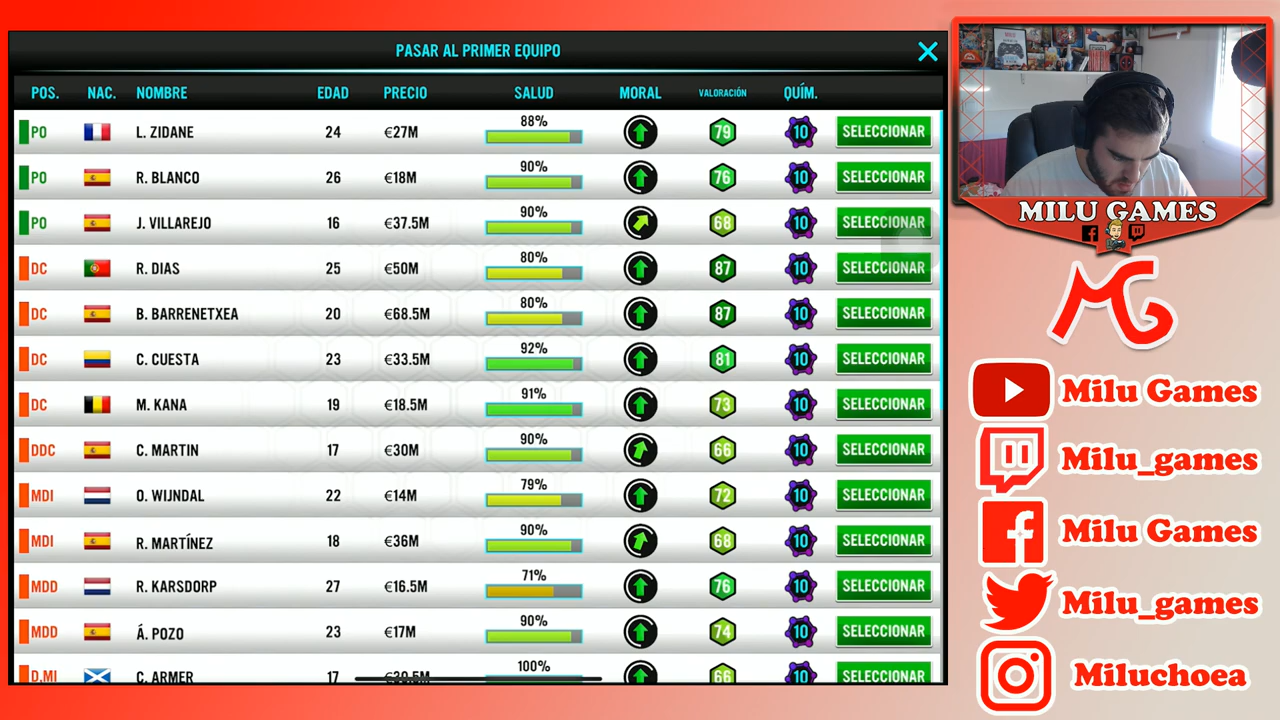 PASAR AL PRIMER EQUIPO
POS. NAC. NOMBRE EDAD PRECIO SALUD MORAL VALORACIÓN QUÍM.
PO L. ZIDANE 24 €27M 88% 79 10 SELECCIONAR
PO R. BLANCO 26 €18M 90% 76 10 SELECCIONAR
PO J. VILLAREJO 16 €37.5M 90% 68 10 SELECCIONAR
DC R. DIAS 25 €50M 80% 87 10 SELECCIONAR
DC B. BARRENETXEA 20 €68.5M 80% 87 10 SELECCIONAR
DC C. CUESTA 23 €33.5M 92% 81 10 SELECCIONAR
DC M. KANA 19 €18.5M 91% 73 10 SELECCIONAR
DDC C. MARTIN 17 €30M 90% 66 10 SELECCIONAR
MDI O. WIJNDAL 22 €14M 79% 72 10 SELECCIONAR
MDI R. MARTÍNEZ 18 €36M 90% 68 10 SELECCIONAR
MDD R. KARSDORP 27 €16.5M 71% 76 10 SELECCIONAR
MDD Á. POZO 23 €17M 90% 74 10 SELECCIONAR
D.MI C. ARMER 17 100% 66 10 SELECCIONAR
MILU GAMES
Milu Games
Milu_games
Milu Games
Milu_games
Miluchoea